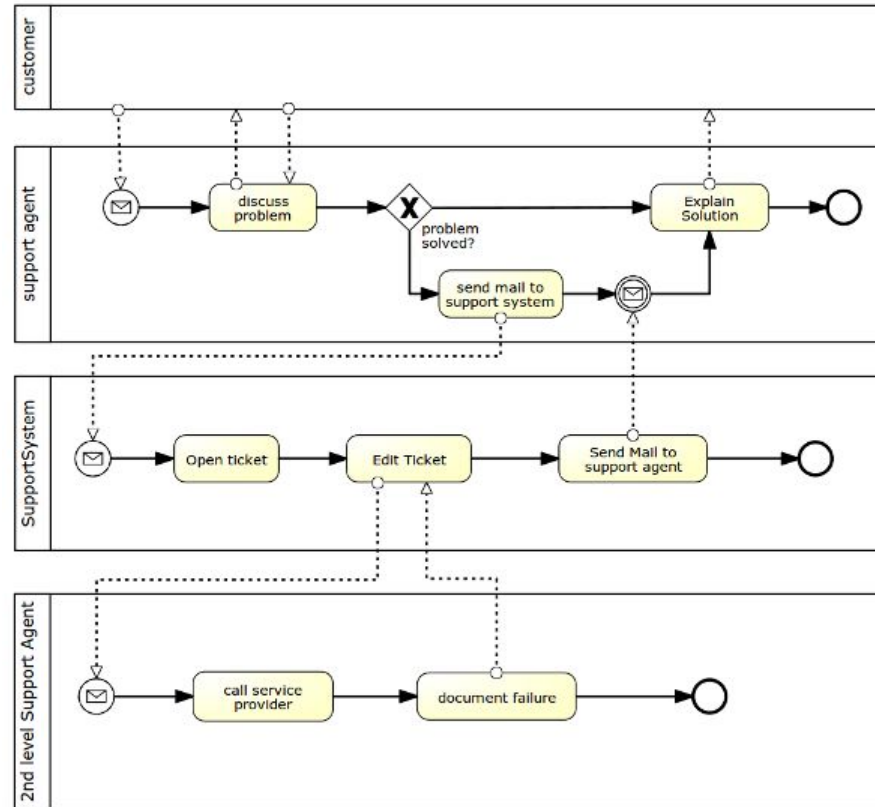 customer
support agent
discuss
problem
problem
solved?
Explain
Solution
send mail to
support system
SupportSystem
Open ticket
Edit Ticket
Send Mail to
support agent
2nd level Support Agent
call service
provider
document failure